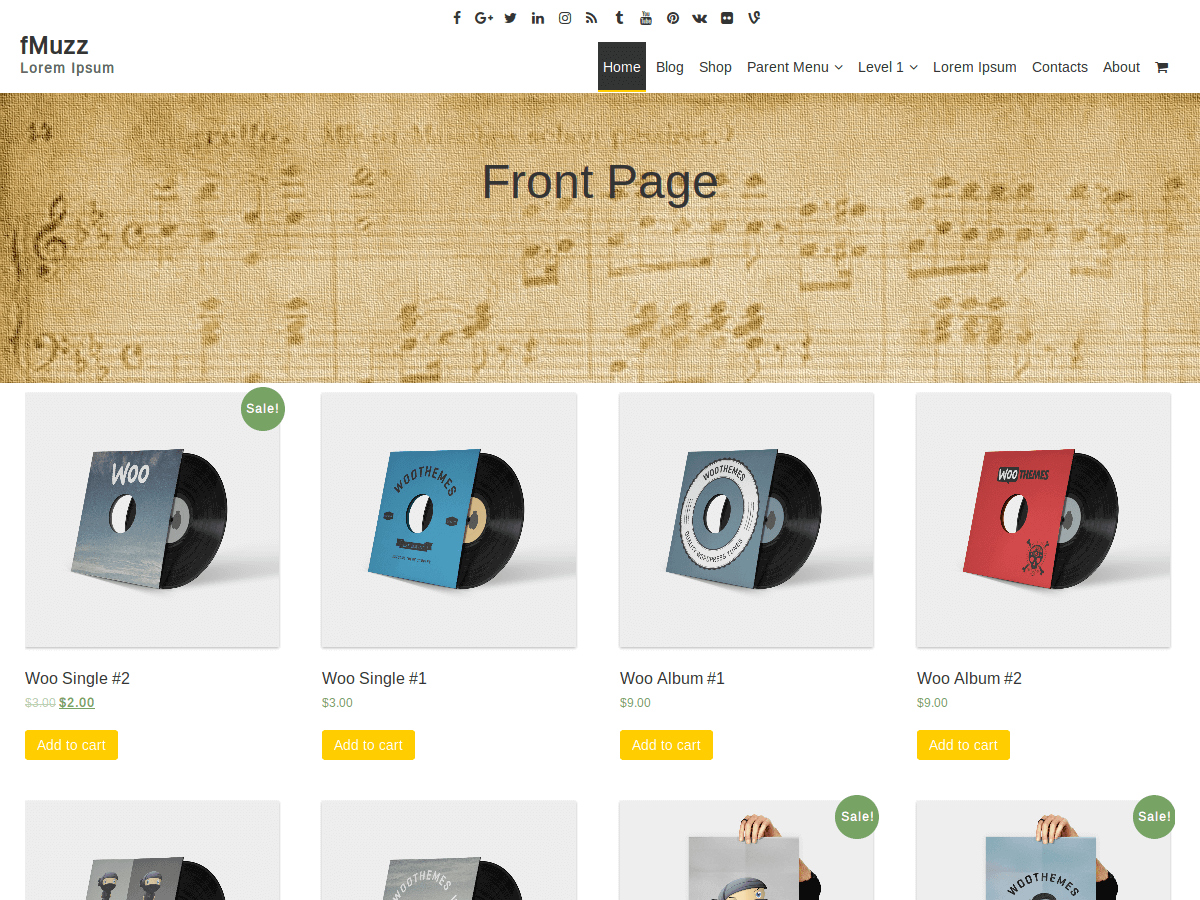 fMuzz
Lorem Ipsum
Home Blog Shop Parent Menu Level 1 Lorem Ipsum Contacts About
Front Page
Sale!
Woo
WOOTHEMES
WOOTHEMES
QUALITY WORDPRESS THEMES
WOOTHEMES
Woo Single #2
$3.00 $2.00
Add to cart
Woo Single #1
$3.00
Add to cart
Woo Album #1
$9.00
Add to cart
Woo Album #2
$9.00
Add to cart
Sale!
Sale!
WOOTHEMES
WOOTHEMES